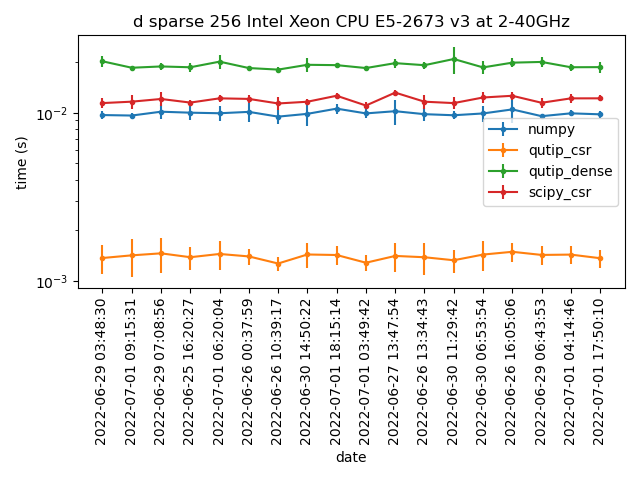 d sparse 256 Intel Xeon CPU E5-2673 v3 at 2-40GHz
time (s)
10⁻²
10⁻³
numpy
qutip_csr
qutip_dense
scipy_csr
2022-06-29 03:48:30
2022-07-01 09:15:31
2022-06-29 07:08:56
2022-06-25 16:20:27
2022-07-01 06:20:04
2022-06-26 00:37:59
2022-06-26 10:39:17
2022-06-30 14:50:22
2022-07-01 18:15:14
2022-07-01 03:49:42
2022-06-27 13:47:54
2022-06-26 13:34:43
2022-06-30 11:29:42
2022-06-30 06:53:54
2022-06-26 16:05:06
2022-06-29 06:43:53
2022-07-01 04:14:46
2022-07-01 17:50:10
date